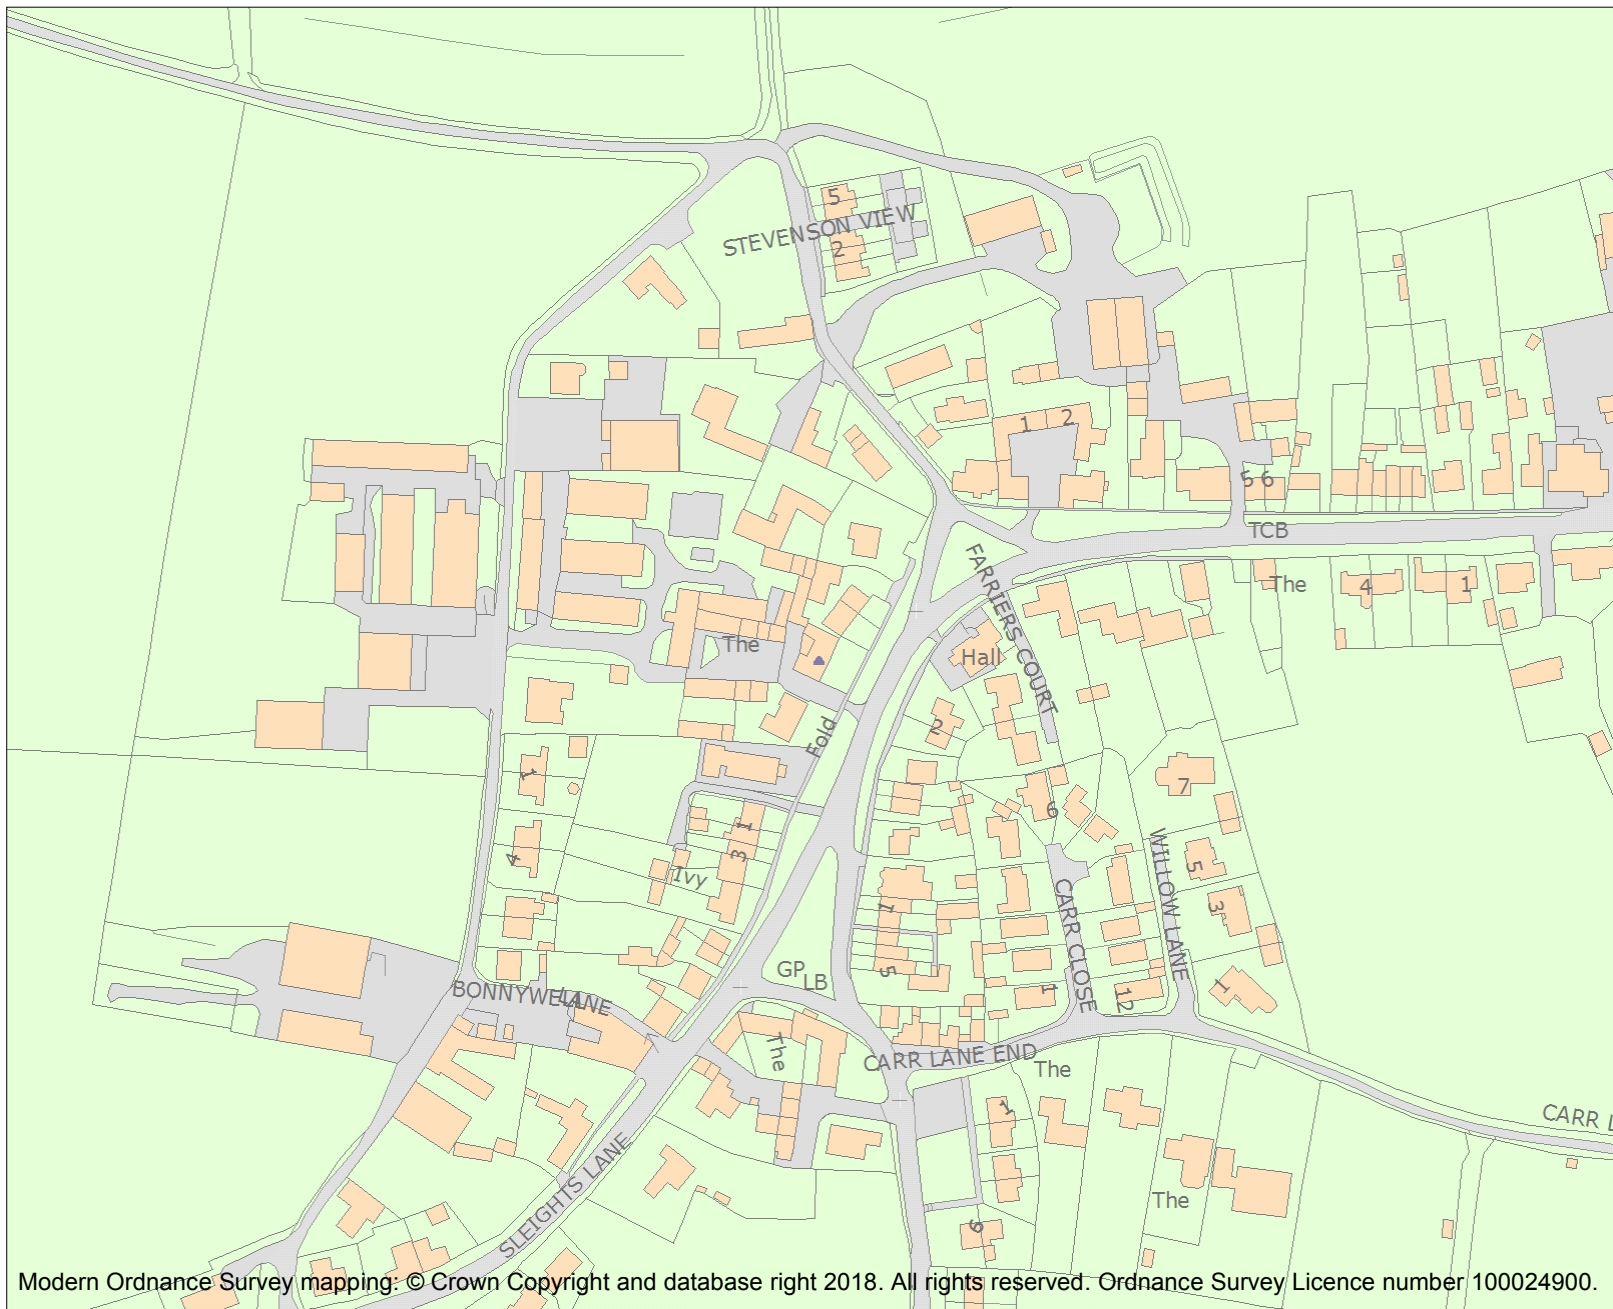 5
STEVENSON VIEW
2
1 2
5 6
TCB
FARRIERS COURT
The
4
1
The
Hall
2
Fold
1
7
6
1
3
4
WILLOW LANE
5
Ivy
CARR CLOSE
1
3
GP
LB
5
BONNYWELL
LANE
1
12
1
The
CARR LANE END
The
1
CARR L
SLEIGHTS LANE
The
9
Modern Ordnance Survey mapping: © Crown Copyright and database right 2018. All rights reserved. Ordnance Survey Licence number 100024900.